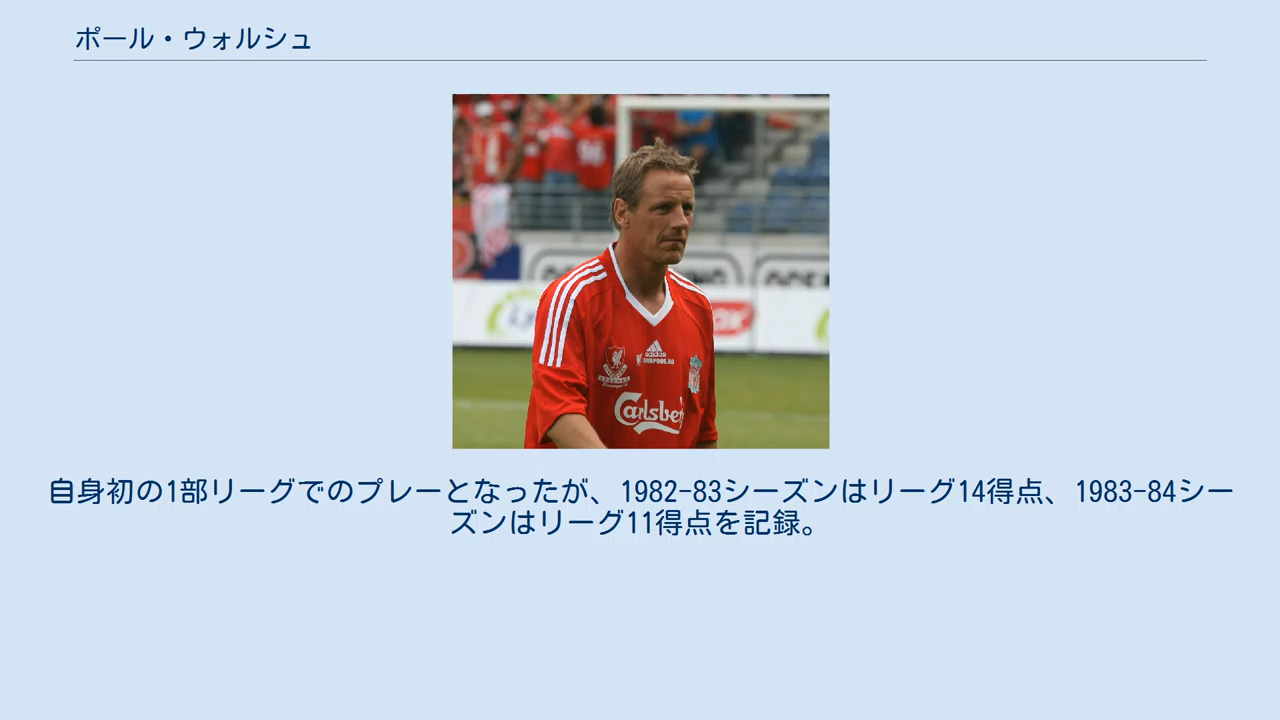 ポール・ウォルシュ
96
adidas
Carlsberg
自身初の1部リーグでのプレーとなったが、1982-83シーズンはリーグ14得点、1983-84シー
ズンはリーグ11得点を記録。